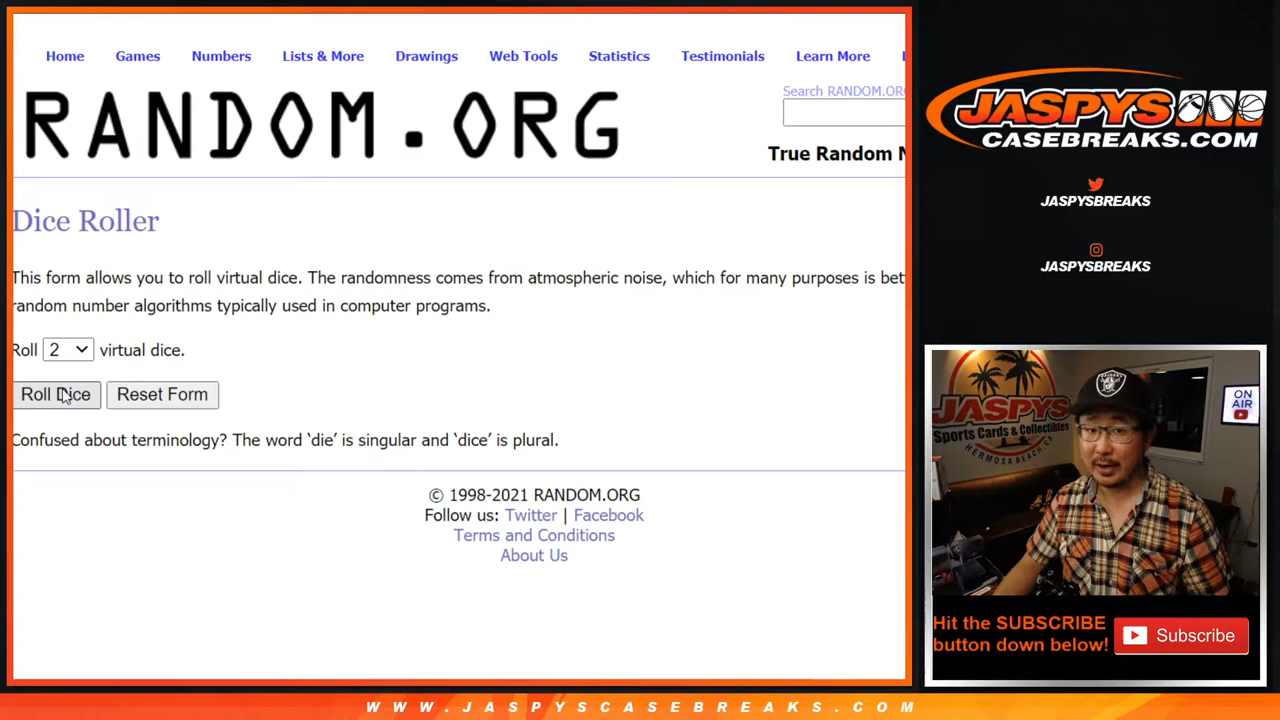 Home Games Numbers Lists & More Drawings Web Tools Statistics Testimonials Learn More
Search RANDOM.ORG
RANDOM.ORG
True Random N
Dice Roller
This form allows you to roll virtual dice. The randomness comes from atmospheric noise, which for many purposes is bet
random number algorithms typically used in computer programs.
Roll 2 virtual dice.
Roll Dice Reset Form
Confused about terminology? The word ‘die’ is singular and ‘dice’ is plural.
© 1998-2021 RANDOM.ORG
Follow us: Twitter | Facebook
Terms and Conditions
About Us
JASPYS
CASEBREAKS.COM
JASPYSBREAKS
JASPYSBREAKS
JASPYS
Sports Cards & Collectibles
HERMOSA BEACH, CA
RAIDERS
ON
AIR
Hit the SUBSCRIBE
button down below!
Subscribe
WWW.JASPYSCASEBREAKS.COM